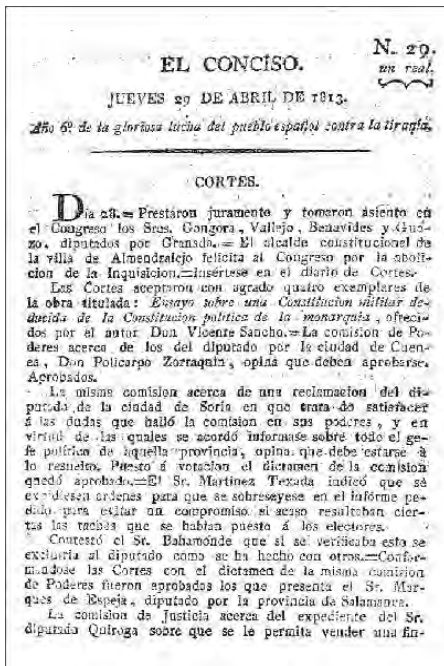 N. 29.
un real.
EL CONCISO.
JUEVES 29 DE ABRIL DE 1813.
Año 6º de la gloriosa lucha del pueblo español contra la tiranía.
CORTES.
Dia 28.= Prestaron juramento y tomaron asiento en
el Congreso los Sres. Gongora, Vallejo, Benavides y
zo, diputados por Granada.= El alcalde constitucional de
la villa de Almendralejo felicita al Congreso por la aboli-
cion de la Inquisicion.=Insértese en el diario de Cortes.
Las Cortes aceptaron con agrado quatro exemplares de
la obra titulada: Ensayo sobre una Constitucion militar de-
ducida de la Constitucion politica de la monarquia, ofreci-
dos por el autor Don Vicente Sancho.=La comision de Po-
deres acerca de los del diputado por la ciudad de Cuen-
ca, Don Policarpo Zorraquin, opina que deben aprobarse.
Aprobados.
La misma comision acerca de una reclamacion del di-
putado de la ciudad de Soria en que trata de satisfacer
á las dudas que halló la comision en sus poderes, y en
virtud de las quales se acordó informase sobre todo el ge-
fe político de aquella provincia, opina que debe estarse á
lo resuelto. Puesto á votacion el dictamen de la comision
quedó aprobado.=El Sr. Martinez Texada indicó que se
expidiesen ordenes para que se sobreseyese en el informe pe-
dido para evitar un compromiso si acaso resultaban cier-
tas las tachas que se habian puesto á los electores.
Contestó el Sr. Bahamonde que si se verificaba esto se
excluiria al diputado como se ha hecho con otros.=Confor-
mandose las Cortes con el dictamen de la misma comision
de Poderes fueron aprobados los que presenta el Sr. Mar-
ques de Espeja, diputado por la provincia de Salamanca.
La comision de Justicia acerca del expediente del Sr.
diputado Quiroga sobre que se le permita vender una fin-